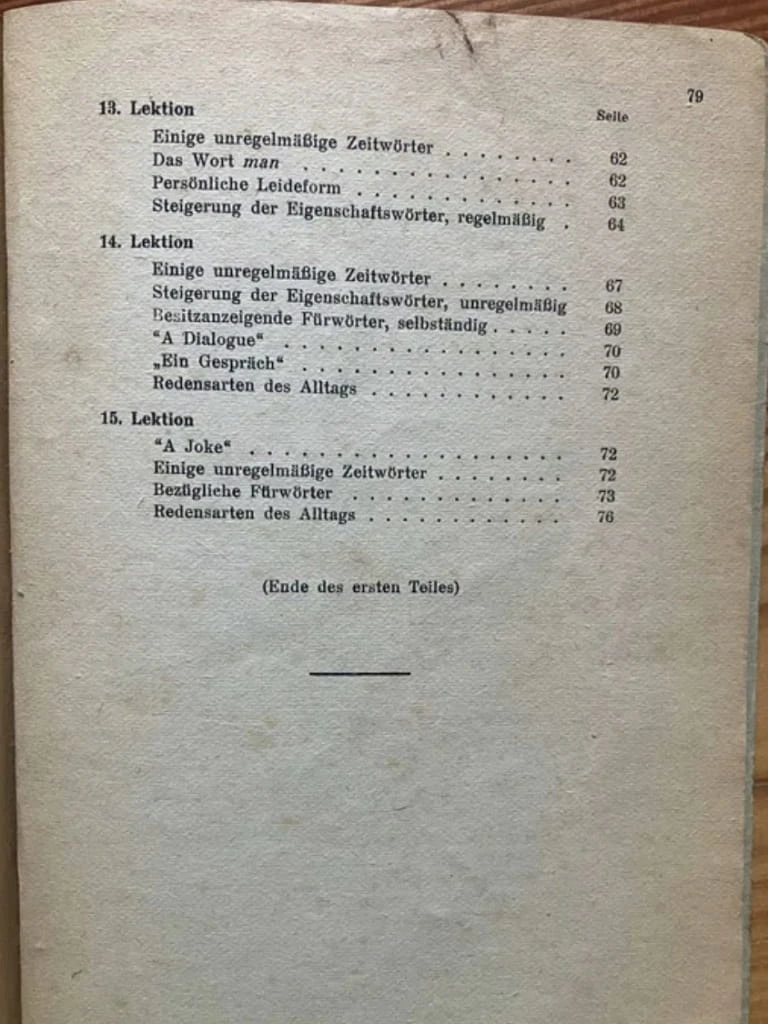 79
13. Lektion
Seite
Einige unregelmäßige Zeitwörter . . . . . . . . 62
Das Wort man . . . . . . . . . . . . . . . 62
Persönliche Leideform . . . . . . . . . . . . 63
Steigerung der Eigenschaftswörter, regelmäßig . 64
14. Lektion
Einige unregelmäßige Zeitwörter . . . . . . . . 67
Steigerung der Eigenschaftswörter, unregelmäßig 68
Besitzanzeigende Fürwörter, selbständig . . . . . 69
“A Dialogue“ . . . . . . . . . . . . . . . . 70
„Ein Gespräch“ . . . . . . . . . . . . . . . 70
Redensarten des Alltags . . . . . . . . . . . . 72
15. Lektion
“A Joke“ . . . . . . . . . . . . . . . . . . 72
Einige unregelmäßige Zeitwörter . . . . . . . . 72
Bezügliche Fürwörter . . . . . . . . . . . . 73
Redensarten des Alltags . . . . . . . . . . . . 76
(Ende des ersten Teiles)